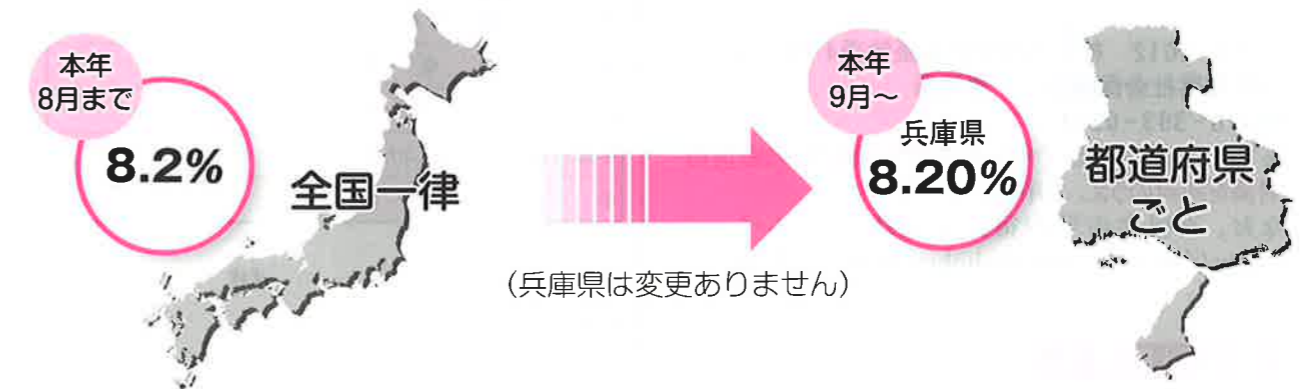 本年
8月まで
8.2%
全国一律
(兵庫県は変更ありません)
本年
9月～
兵庫県
8.20%
都道府県
ごと